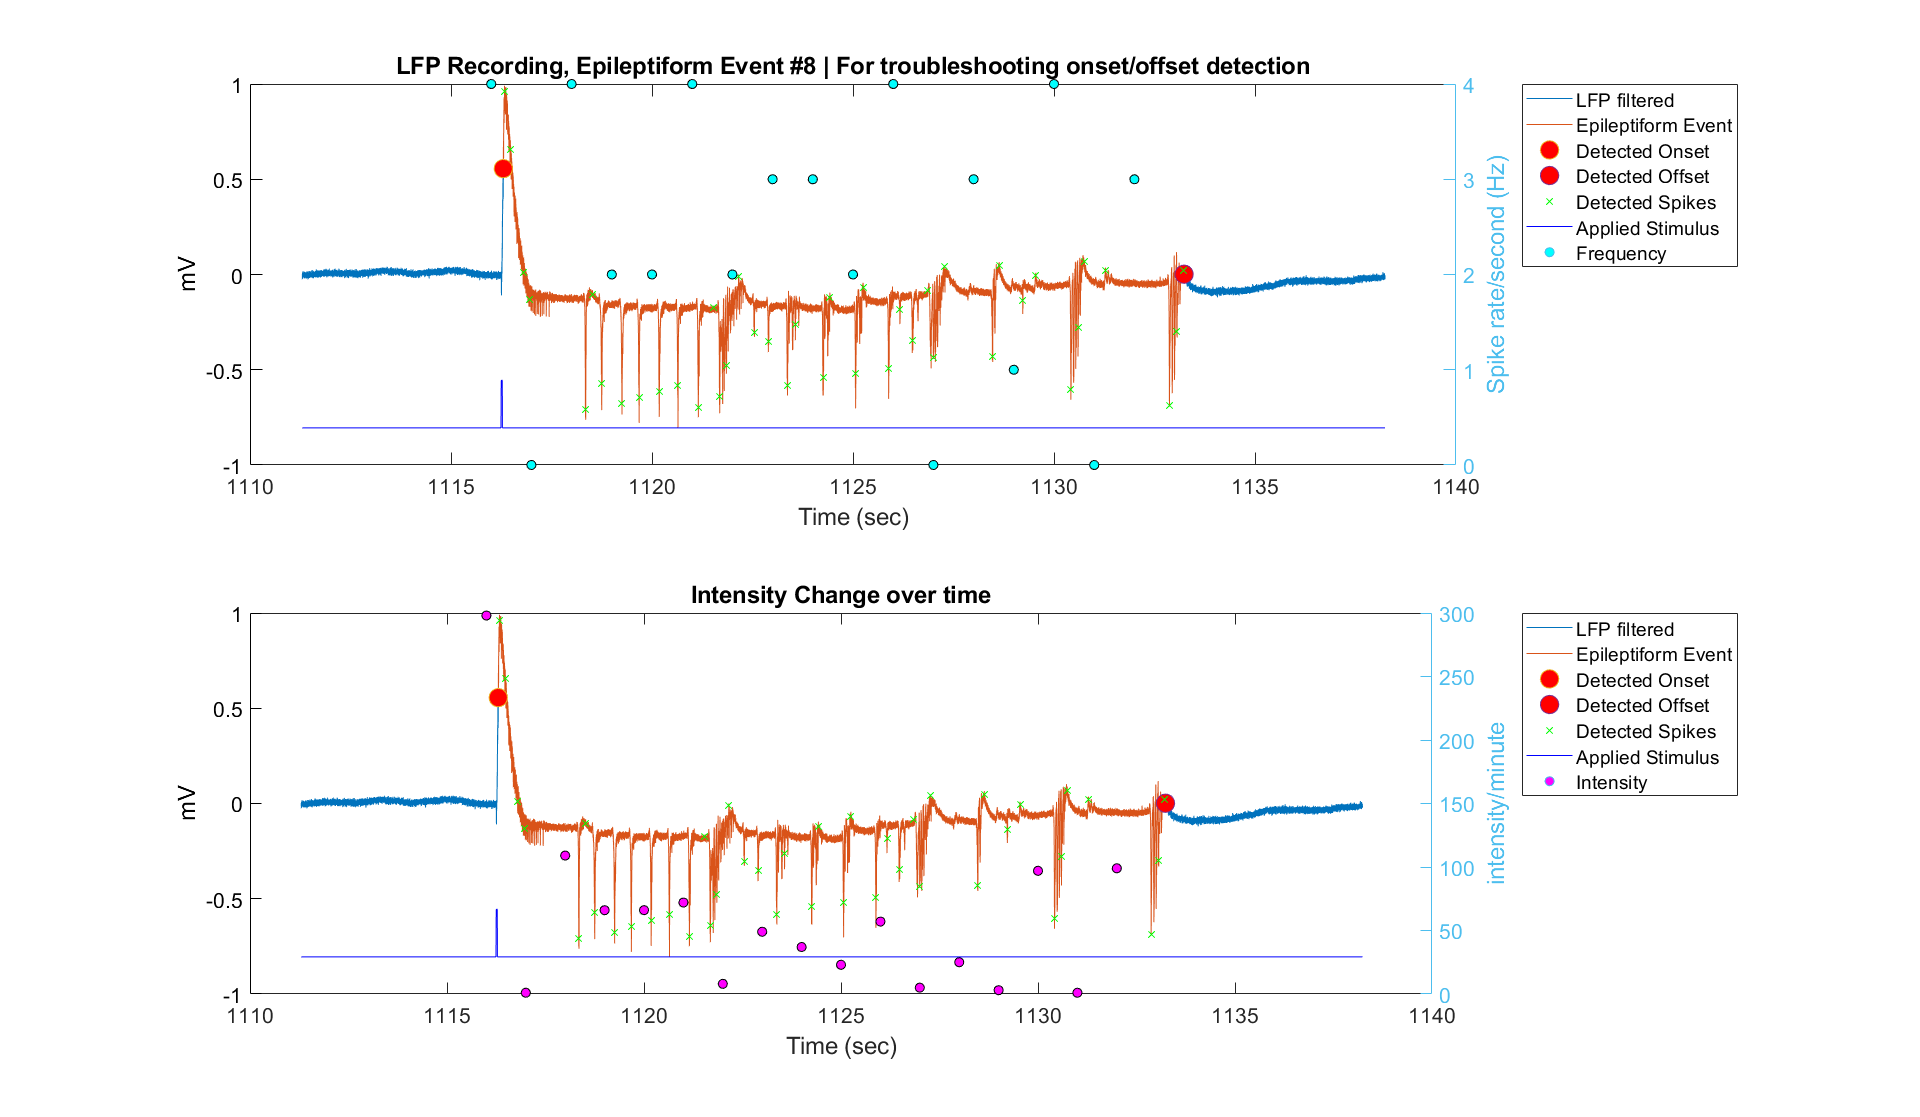 LFP Recording, Epileptiform Event #8 | For troubleshooting onset/offset detection
1
0.5
0
-0.5
-1
mV
4
3
2
1
0
Spike rate/second (Hz)
1110 1115 1120 1125 1130 1135 1140
Time (sec)
LFP filtered
Epileptiform Event
Detected Onset
Detected Offset
Detected Spikes
Applied Stimulus
Frequency
Intensity Change over time
1
0.5
0
-0.5
-1
mV
300
250
200
150
100
50
0
intensity/minute
1110 1115 1120 1125 1130 1135 1140
Time (sec)
LFP filtered
Epileptiform Event
Detected Onset
Detected Offset
Detected Spikes
Applied Stimulus
Intensity